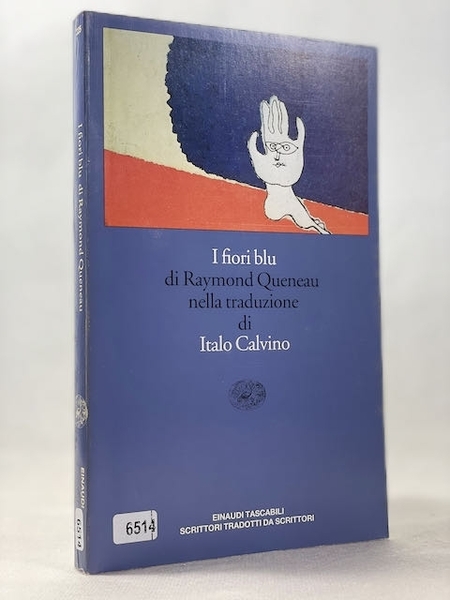 I fiori blu
di Raymond Queneau
nella traduzione
di
Italo Calvino
EINAUDI TASCABILI
SCRITTORI TRADOTTI DA SCRITTORI
6514
I fiori blu di Raymond Queneau
EINAUDI
6514